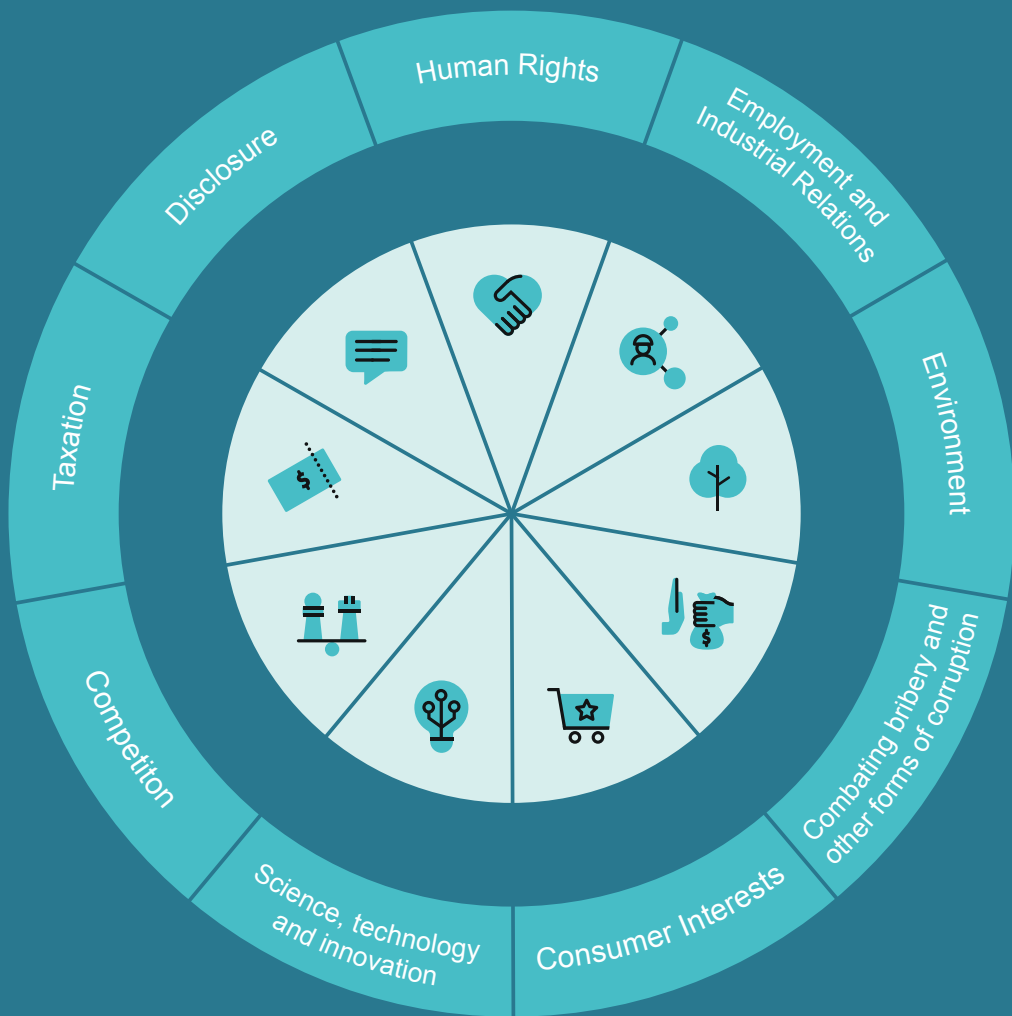 Human Rights
Employment and
Industrial Relations
Environment
Combating bribery and
other forms of corruption
Consumer Interests
Science, technology
and innovation
Competiton
Taxation
Disclosure
$
$